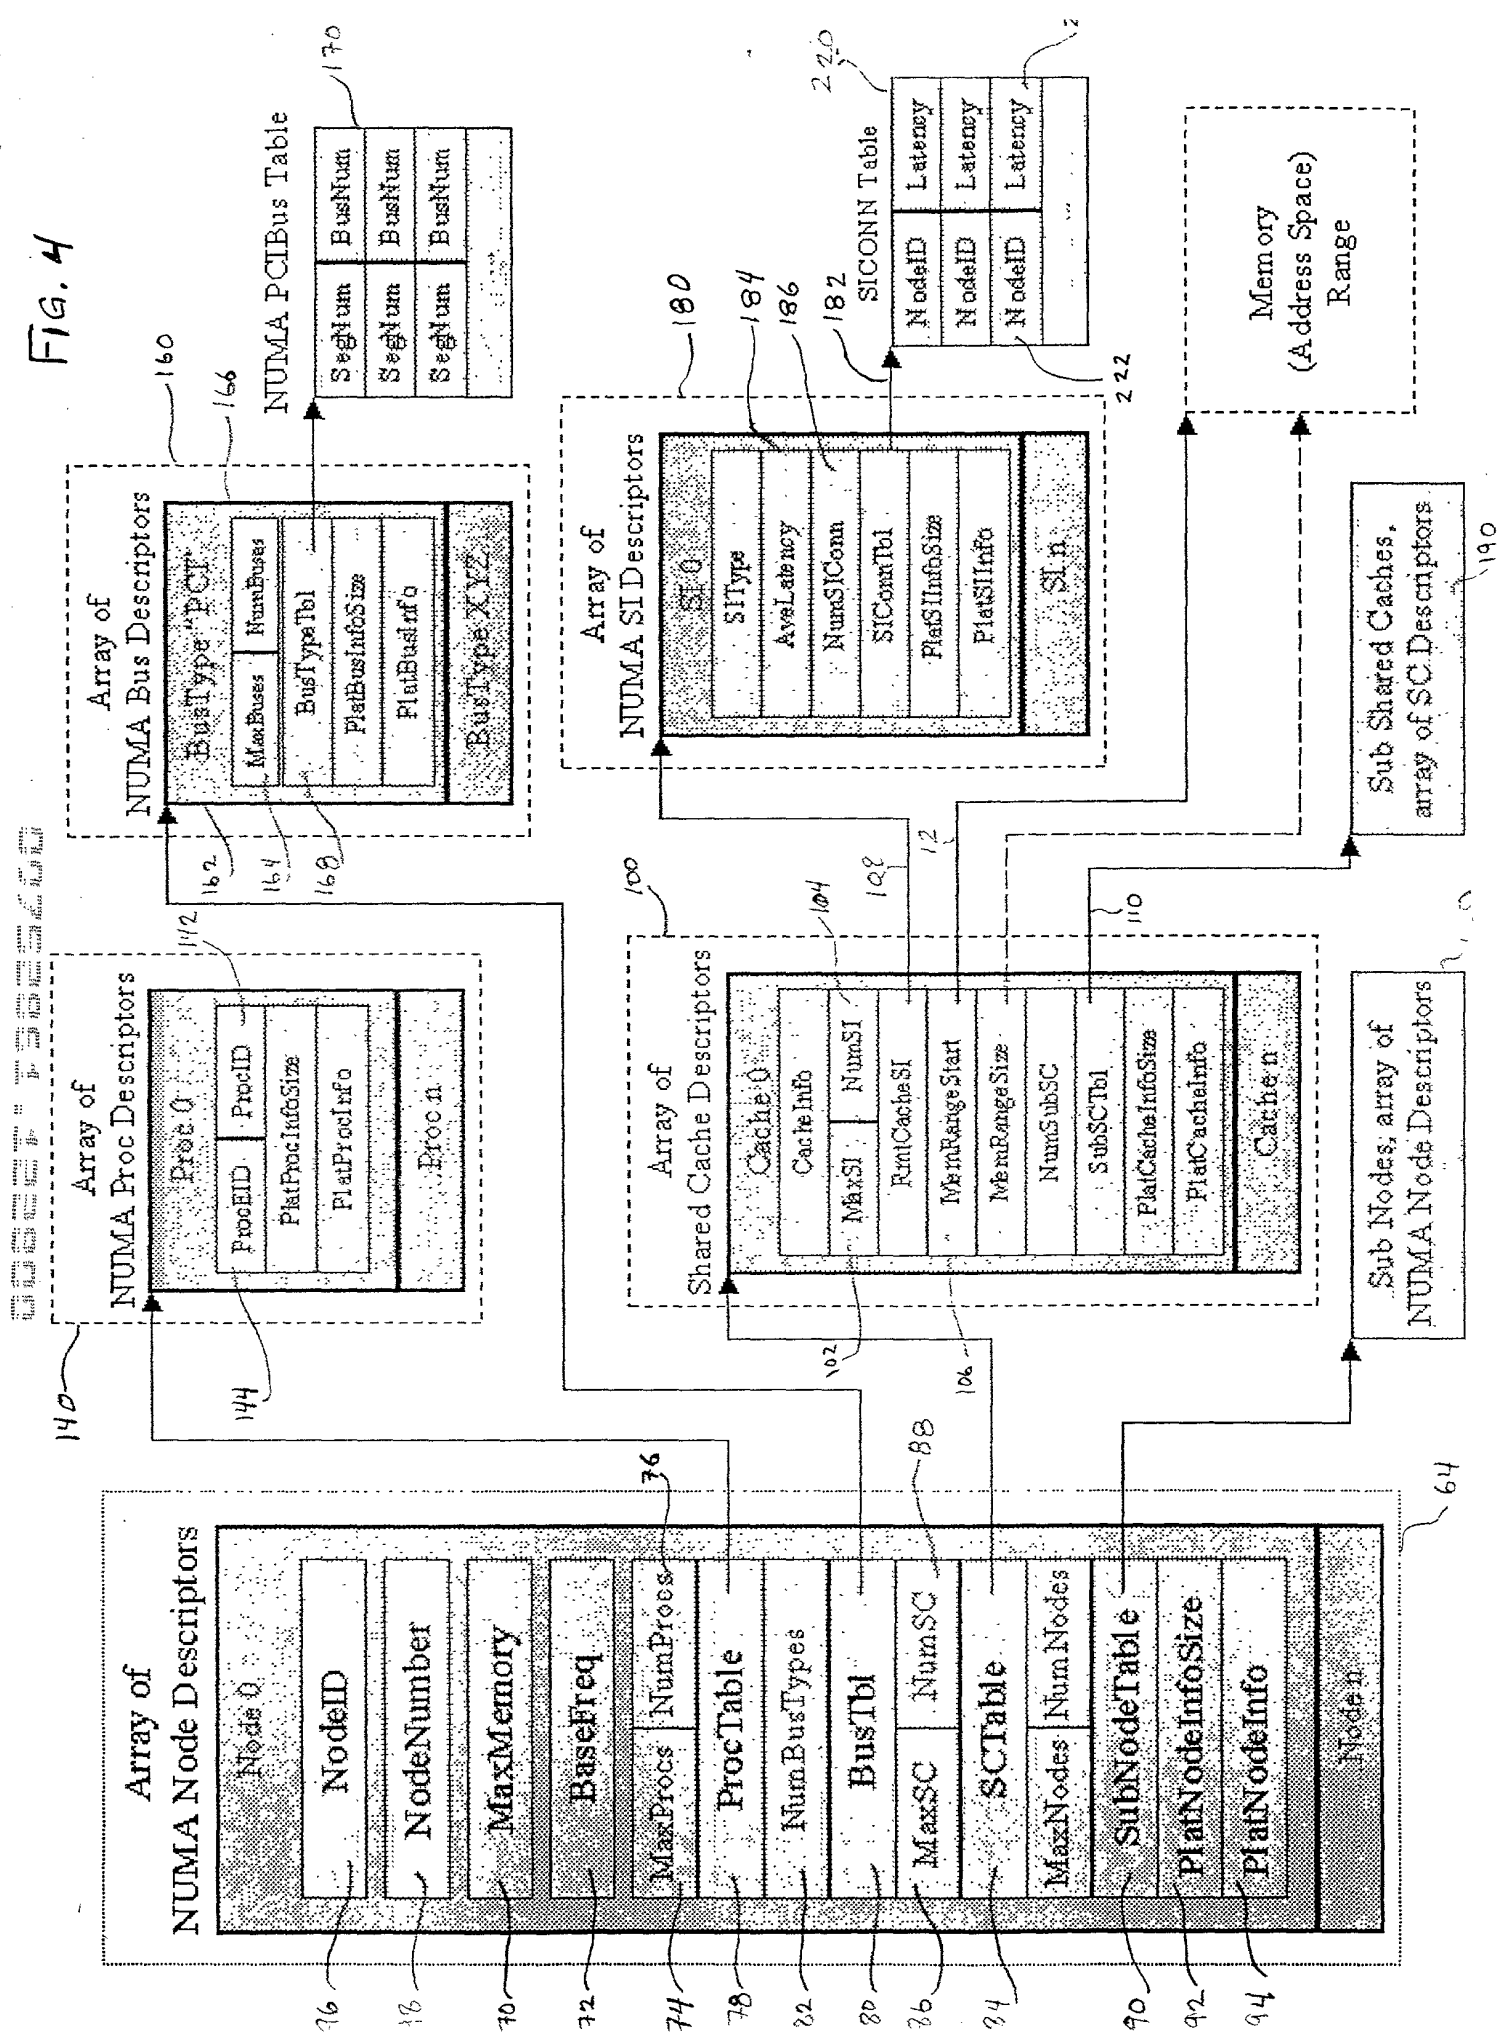 FIG. 4
Array of
NUMA Node Descriptors
Node 0
NodeID
NodeNumber
MaxMemory
BaseFreq
MaxProcs NumProcs
ProcTable
NumBusTypes
BusTbl
MaxSC NumSC
SCTable
MaxNodes NumNodes
SubNodeTable
PlatNodeInfoSize
PlatNodeInfo
Node n
70
72
74
76
78
82
80
86
88
84
90
92
94
64
140
Array of
NUMA Proc Descriptors
Proc 0
ProcEID ProcID
PlatProcInfoSize
PlatProcInfo
Proc n
142
144
Array of
NUMA Bus Descriptors
BusType "PCI"
MaxBuses NumBuses
BusTypeTbl
PlatBusInfoSize
PlatBusInfo
BusType XYZ
160
162
164
166
168
NUMA PCIBus Table
170
SegNum BusNum
SegNum BusNum
SegNum BusNum
Array of
Shared Cache Descriptors
Cache 0
CacheInfo
MaxSI NumSI
RmtCacheSI
MemRangeStart
MemRangeSize
NumSubSC
SubSCTbl
PlatCacheInfoSize
PlatCacheInfo
Cache n
100
102
104
106
12
110
Array of
NUMA SI Descriptors
SI 0
SIType
AveLatency
NumSIConn
SIConnTbl
PlatSIInfoSize
PlatSIInfo
SI n
180
184
186
182
SICONN Table
220
NodeID Latency
NodeID Latency
NodeID Latency
222
2
Memory
(Address Space)
Range
Sub Shared Caches,
array of SC Descriptors
190
Sub Nodes, array of
NUMA Node Descriptors